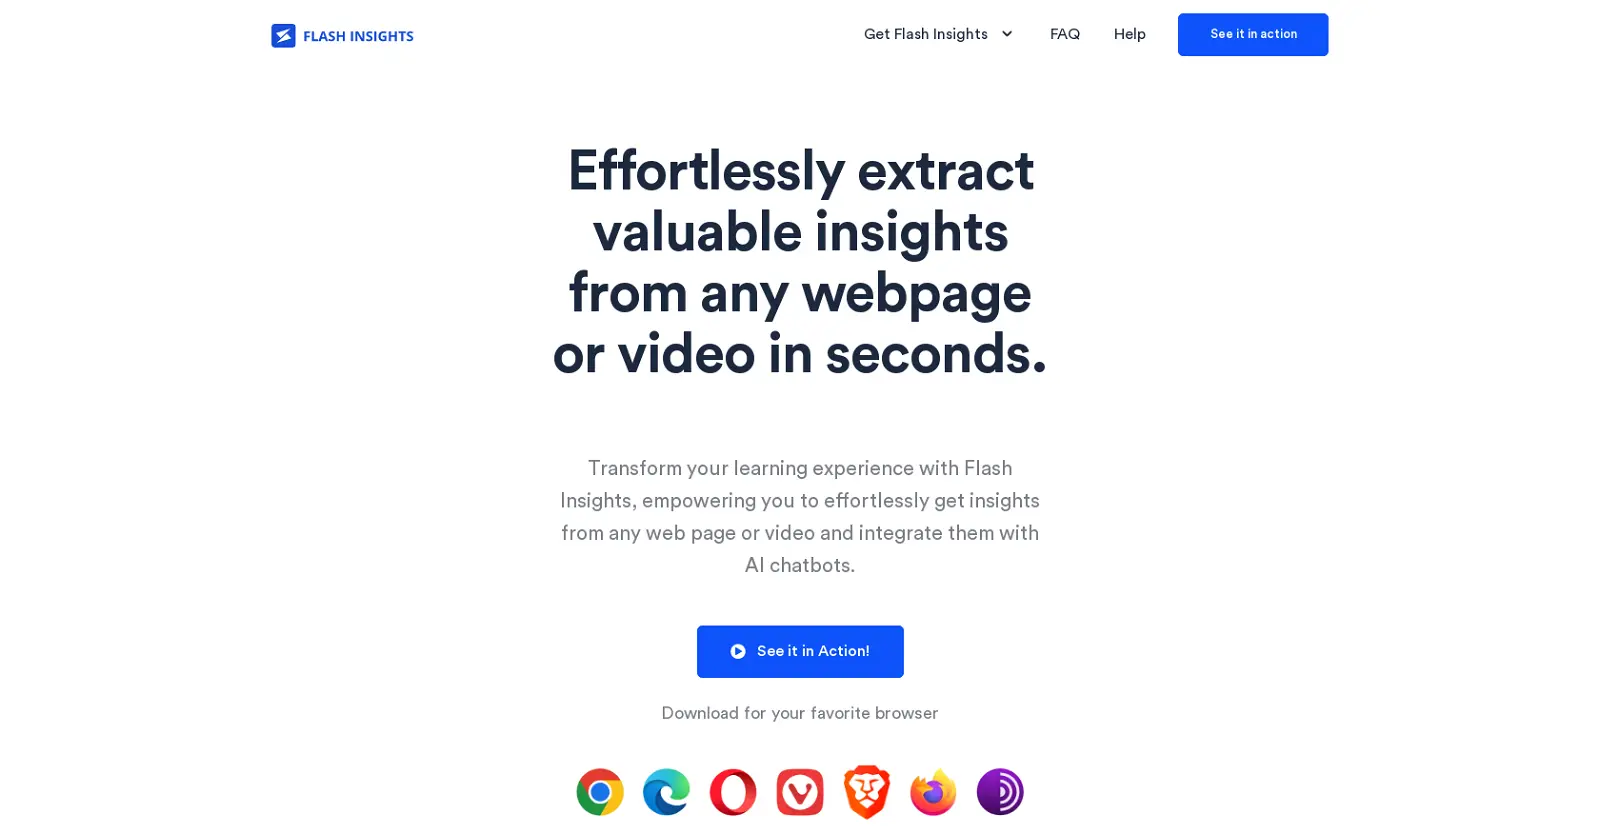 FLASH INSIGHTS
Get Flash Insights
FAQ
Help
See it in action
Effortlessly extract
valuable insights
from any webpage
or video in seconds.
Transform your learning experience with Flash
Insights, empowering you to effortlessly get insights
from any web page or video and integrate them with
AI chatbots.
See it in Action!
Download for your favorite browser